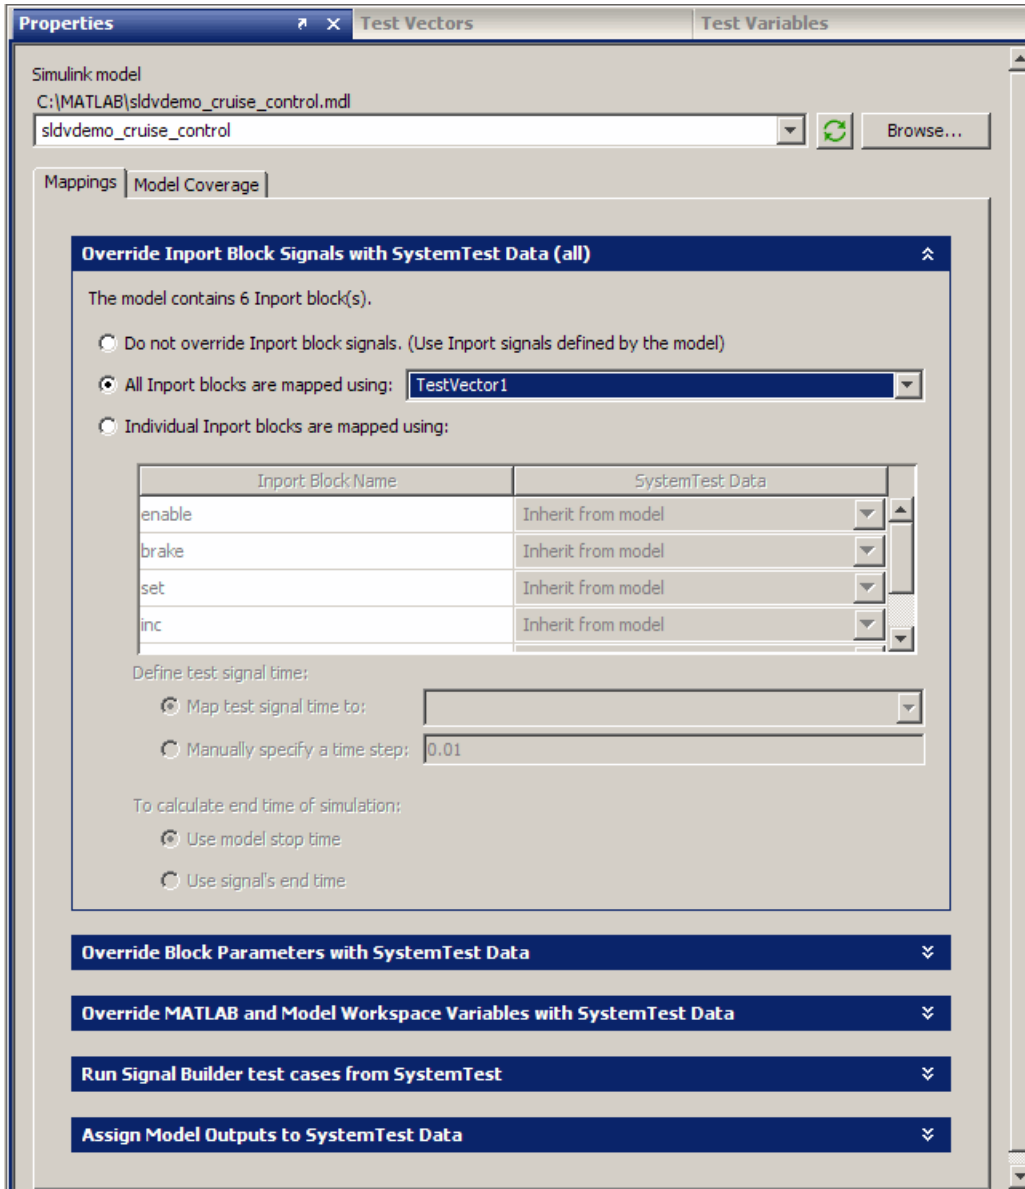 Properties Test Vectors Test Variables
Simulink model
C:\MATLAB\sldvdemo_cruise_control.mdl
sldvdemo_cruise_control Browse...
Mappings Model Coverage
Override Inport Block Signals with SystemTest Data (all)
The model contains 6 Inport block(s).
Do not override Inport block signals. (Use Inport signals defined by the model)
All Inport blocks are mapped using: TestVector1
Individual Inport blocks are mapped using:
Inport Block Name SystemTest Data
enable Inherit from model
brake Inherit from model
set Inherit from model
inc Inherit from model
Define test signal time:
Map test signal time to:
Manually specify a time step: 0.01
To calculate end time of simulation:
Use model stop time
Use signal's end time
Override Block Parameters with SystemTest Data
Override MATLAB and Model Workspace Variables with SystemTest Data
Run Signal Builder test cases from SystemTest
Assign Model Outputs to SystemTest Data